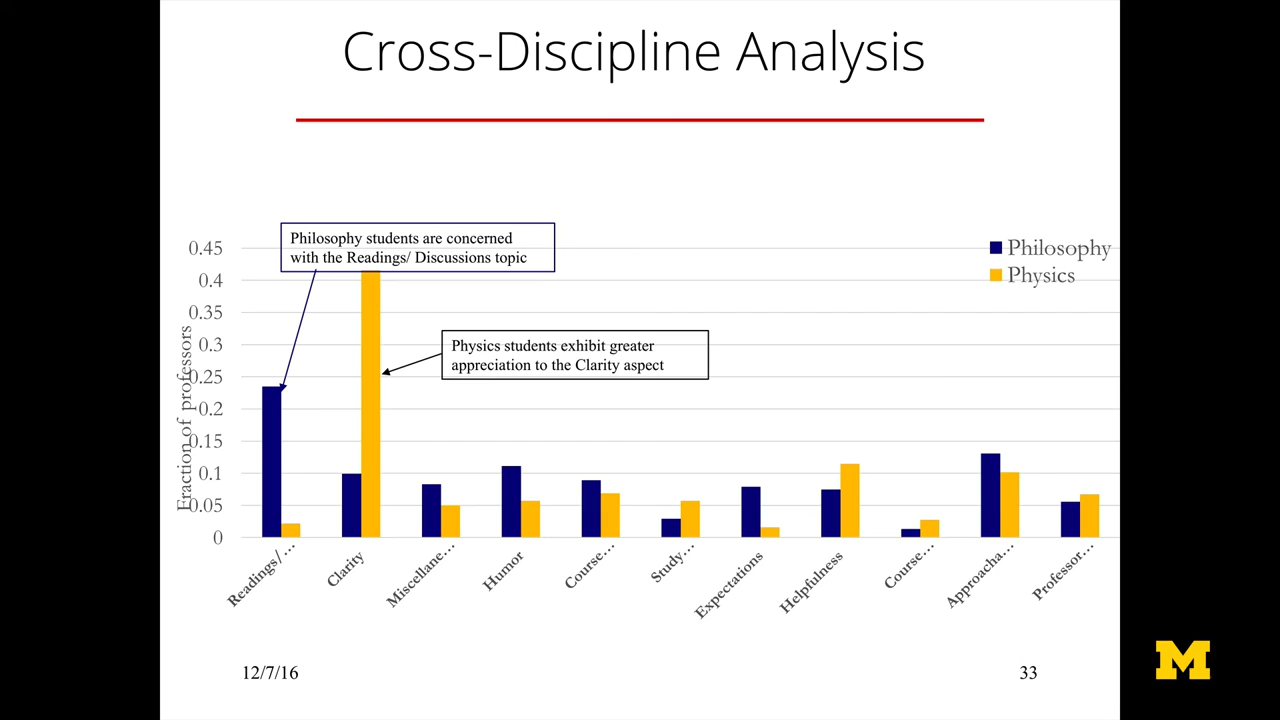 Cross-Discipline Analysis
Philosophy students are concerned
with the Readings/ Discussions topic
Physics students exhibit greater
appreciation to the Clarity aspect
Philosophy
Physics
Fraction of professors
0.45
0.4
0.35
0.3
0.25
0.2
0.15
0.1
0.05
0
Readings/...
Clarity
Miscellane...
Humor
Course...
Study...
Expectations
Helpfulness
Course...
Approacha...
Professor...
12/7/16
33
M